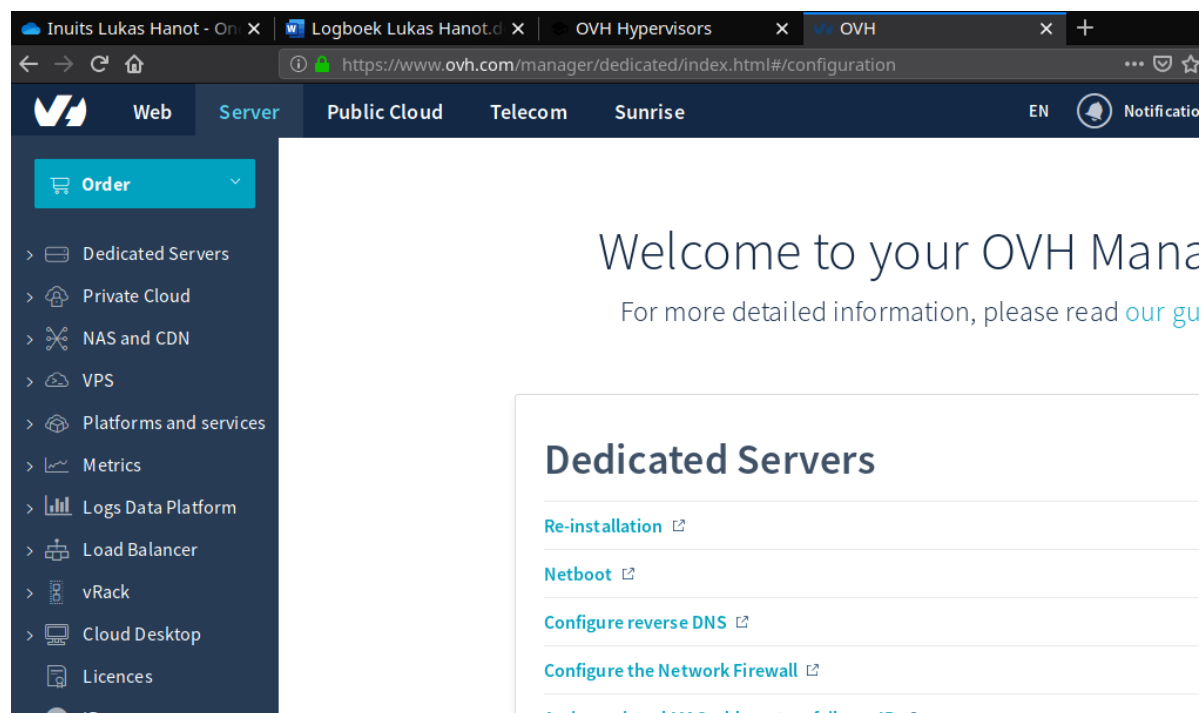 Inuits Lukas Hanot - On
Logboek Lukas Hanot.d
OVH Hypervisors
OVH
https://www.ovh.com/manager/dedicated/index.html#/configuration
Web
Server
Public Cloud
Telecom
Sunrise
EN
Notificatio
Order
Dedicated Servers
Private Cloud
NAS and CDN
VPS
Platforms and services
Metrics
Logs Data Platform
Load Balancer
vRack
Cloud Desktop
Licences
Welcome to your OVH Mana
For more detailed information, please read our gu
Dedicated Servers
Re-installation
Netboot
Configure reverse DNS
Configure the Network Firewall